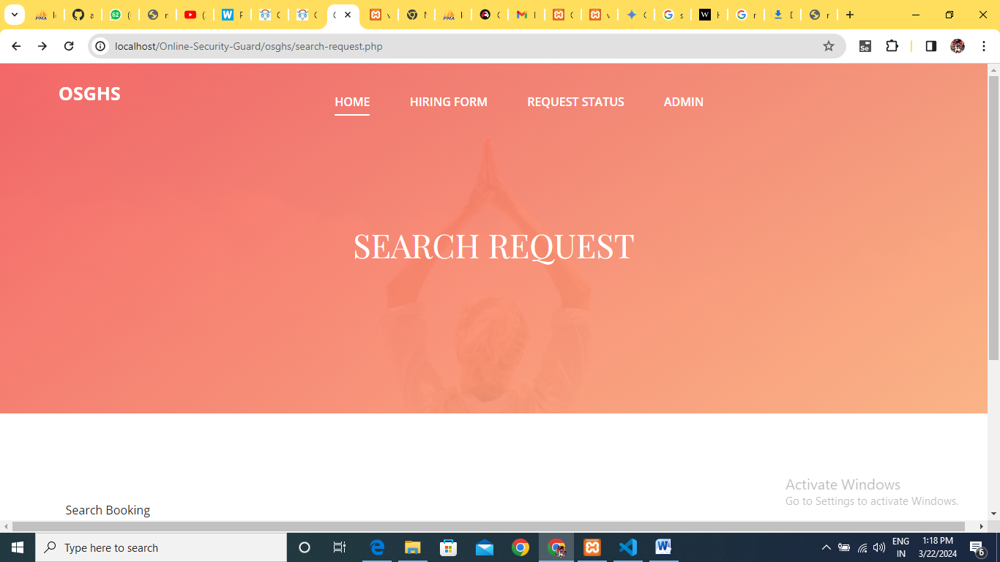 localhost/Online-Security-Guard/osghs/search-request.php
OSGHS
HOME
HIRING FORM
REQUEST STATUS
ADMIN
SEARCH REQUEST
Activate Windows
Go to Settings to activate Windows.
Search Booking
Type here to search
ENG
IN
1:18 PM
3/22/2024
6